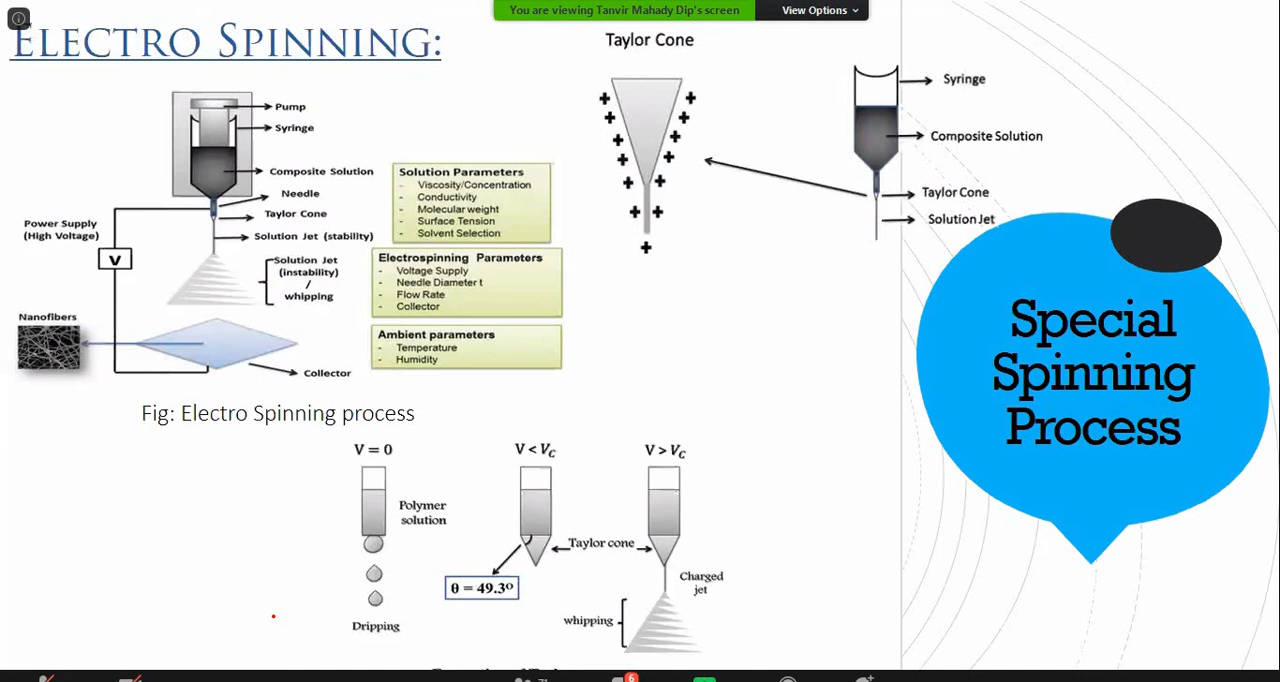 You are viewing Tanvir Mahady Dip's screen
View Options
ELECTRO SPINNING:
Pump
Syringe
Composite Solution
Needle
Taylor Cone
Solution Jet (stability)
Solution Jet
(instability)
/
whipping
Power Supply
(High Voltage)
V
Nanofibers
Collector
Solution Parameters
- Viscosity/Concentration
- Conductivity
- Molecular weight
- Surface Tension
- Solvent Selection
Electrospinning Parameters
- Voltage Supply
- Needle Diameter t
- Flow Rate
- Collector
Ambient parameters
- Temperature
- Humidity
Fig: Electro Spinning process
Taylor Cone
Syringe
Composite Solution
Taylor Cone
Solution Jet
V = 0
V < Vc
V > Vc
Polymer
solution
Taylor cone
θ = 49.3º
Charged
jet
whipping
Dripping
Special
Spinning
Process
71
6